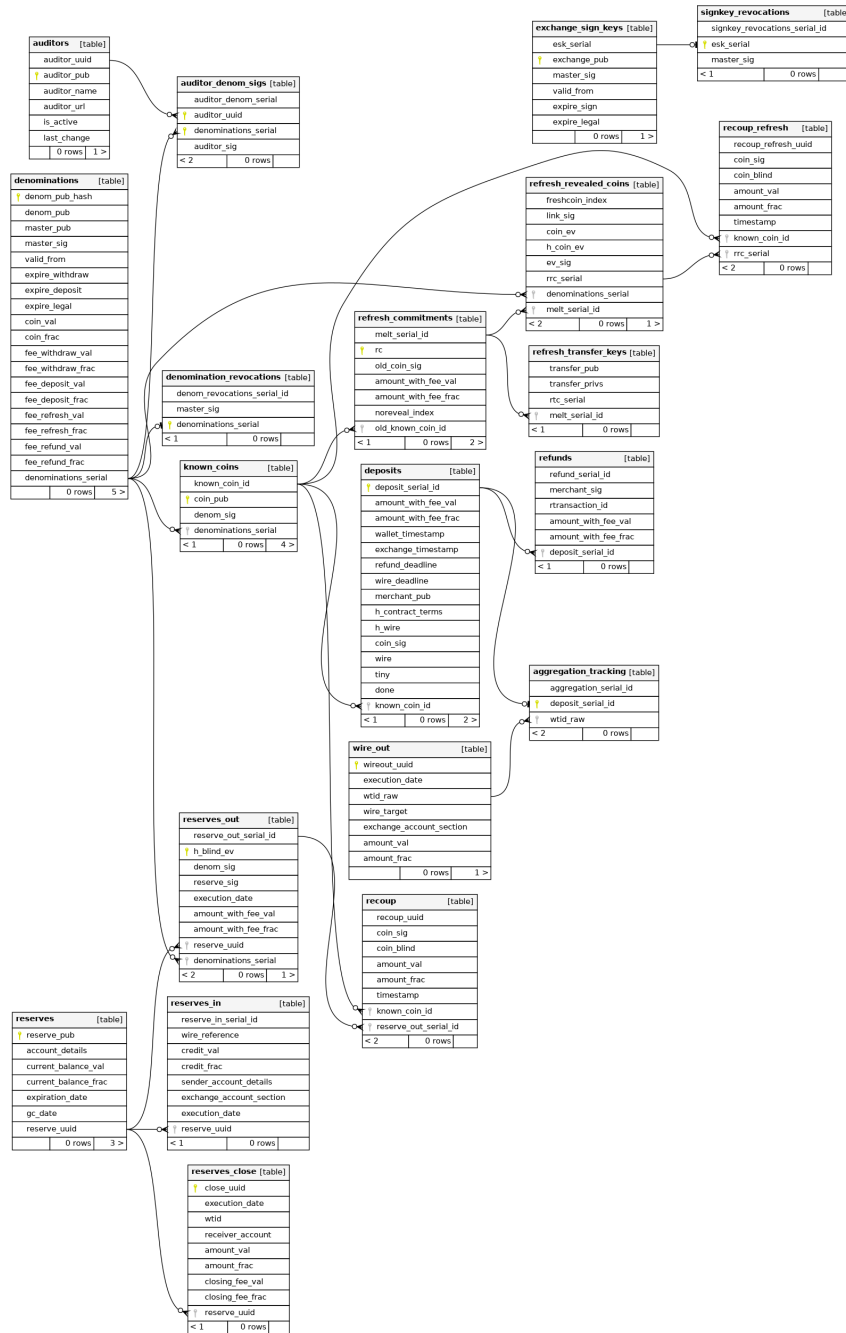 auditors [table]
auditor_uuid
auditor_pub
auditor_name
auditor_url
is_active
last_change
0 rows 1 >
auditor_denom_sigs [table]
auditor_denom_serial
auditor_uuid
denominations_serial
auditor_sig
< 2 0 rows
exchange_sign_keys [table]
esk_serial
exchange_pub
master_sig
valid_from
expire_sign
expire_legal
0 rows 1 >
signkey_revocations [table]
signkey_revocations_serial_id
esk_serial
master_sig
< 1 0 rows
recoup_refresh [table]
recoup_refresh_uuid
coin_sig
coin_blind
amount_val
amount_frac
timestamp
known_coin_id
rrc_serial
< 2 0 rows
denominations [table]
denom_pub_hash
denom_pub
master_pub
master_sig
valid_from
expire_withdraw
expire_deposit
expire_legal
coin_val
coin_frac
fee_withdraw_val
fee_withdraw_frac
fee_deposit_val
fee_deposit_frac
fee_refresh_val
fee_refresh_frac
fee_refund_val
fee_refund_frac
denominations_serial
0 rows 5 >
refresh_revealed_coins [table]
freshcoin_index
link_sig
coin_ev
h_coin_ev
ev_sig
rrc_serial
denominations_serial
melt_serial_id
< 2 0 rows 1 >
refresh_commitments [table]
melt_serial_id
rc
old_coin_sig
amount_with_fee_val
amount_with_fee_frac
noreveal_index
old_known_coin_id
< 1 0 rows 2 >
refresh_transfer_keys [table]
transfer_pub
transfer_privs
rtc_serial
melt_serial_id
< 1 0 rows
denomination_revocations [table]
denom_revocations_serial_id
master_sig
denominations_serial
< 1 0 rows
known_coins [table]
known_coin_id
coin_pub
denom_sig
denominations_serial
< 1 0 rows 4 >
deposits [table]
deposit_serial_id
amount_with_fee_val
amount_with_fee_frac
wallet_timestamp
exchange_timestamp
refund_deadline
wire_deadline
merchant_pub
h_contract_terms
h_wire
coin_sig
wire
tiny
done
known_coin_id
< 1 0 rows 2 >
refunds [table]
refund_serial_id
merchant_sig
rtransaction_id
amount_with_fee_val
amount_with_fee_frac
deposit_serial_id
< 1 0 rows
aggregation_tracking [table]
aggregation_serial_id
deposit_serial_id
wtid_raw
< 2 0 rows
wire_out [table]
wireout_uuid
execution_date
wtid_raw
wire_target
exchange_account_section
amount_val
amount_frac
0 rows 1 >
reserves_out [table]
reserve_out_serial_id
h_blind_ev
denom_sig
reserve_sig
execution_date
amount_with_fee_val
amount_with_fee_frac
reserve_uuid
denominations_serial
< 2 0 rows 1 >
recoup [table]
recoup_uuid
coin_sig
coin_blind
amount_val
amount_frac
timestamp
known_coin_id
reserve_out_serial_id
< 2 0 rows
reserves [table]
reserve_pub
account_details
current_balance_val
current_balance_frac
expiration_date
gc_date
reserve_uuid
0 rows 3 >
reserves_in [table]
reserve_in_serial_id
wire_reference
credit_val
credit_frac
sender_account_details
exchange_account_section
execution_date
reserve_uuid
< 1 0 rows
reserves_close [table]
close_uuid
execution_date
wtid
receiver_account
amount_val
amount_frac
closing_fee_val
closing_fee_frac
reserve_uuid
< 1 0 rows